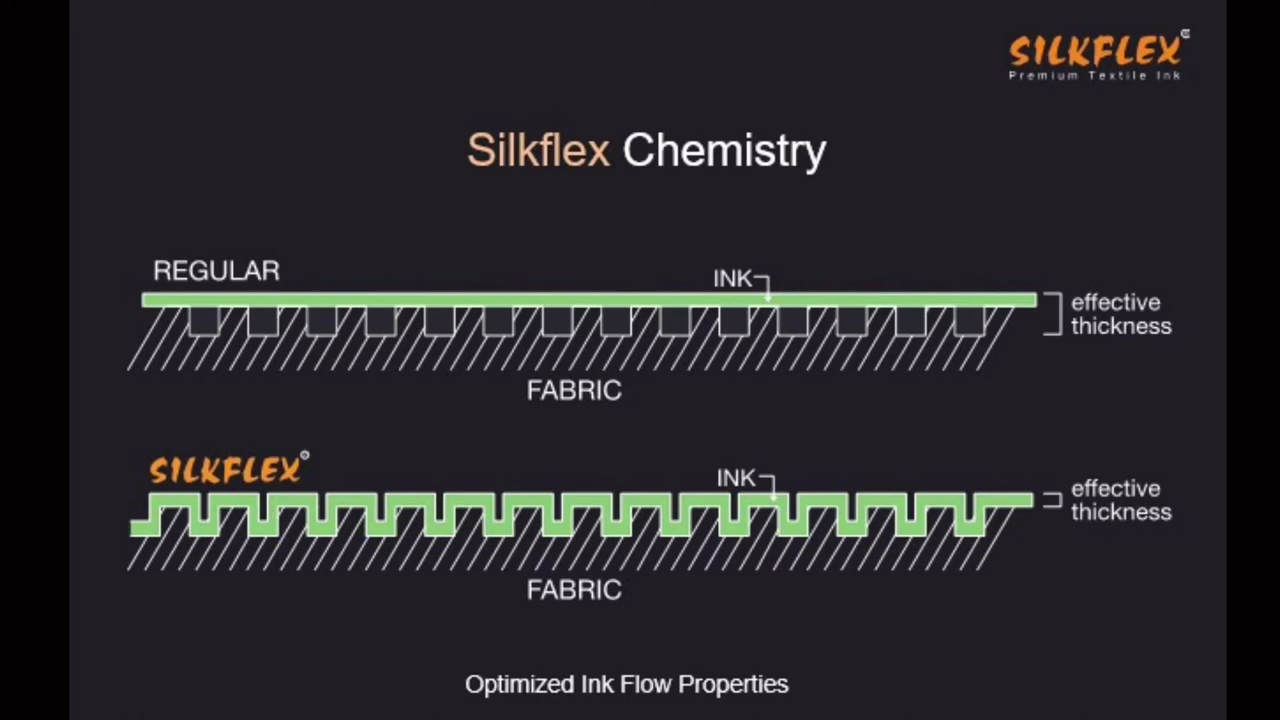 SILKFLEX
Premium Textile Ink
Silkflex Chemistry
REGULAR
INK
effective
thickness
FABRIC
SILKFLEX
INK
effective
thickness
FABRIC
Optimized Ink Flow Properties